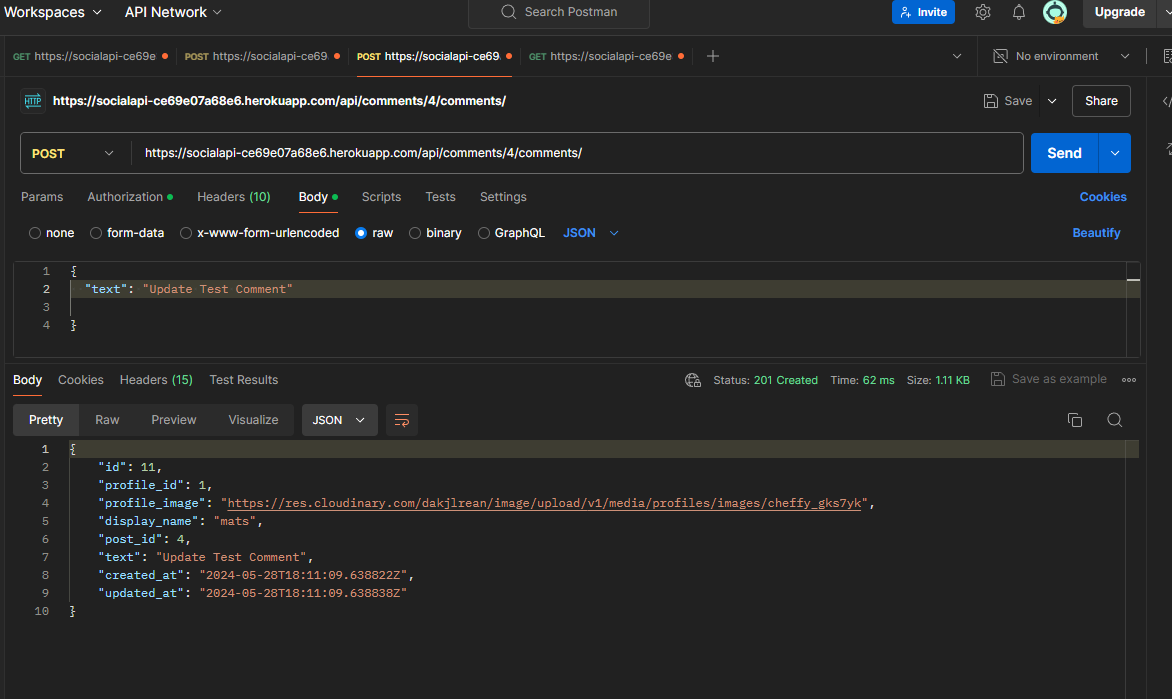 Workspaces API Network Search Postman Invite Upgrade
GET https://socialapi-ce69e POST https://socialapi-ce69. POST https://socialapi-ce69. GET https://socialapi-ce69e No environment
HTTP https://socialapi-ce69e07a68e6.herokuapp.com/api/comments/4/comments/ Save Share
POST https://socialapi-ce69e07a68e6.herokuapp.com/api/comments/4/comments/ Send
Params Authorization Headers (10) Body Scripts Tests Settings Cookies
none form-data x-www-form-urlencoded raw binary GraphQL JSON Beautify
1 {
2 "text": "Update Test Comment"
3
4 }
Body Cookies Headers (15) Test Results Status: 201 Created Time: 62 ms Size: 1.11 KB Save as example
Pretty Raw Preview Visualize JSON
1 {
2 "id": 11,
3 "profile_id": 1,
4 "profile_image": "https://res.cloudinary.com/dakjlrean/image/upload/v1/media/profiles/images/cheffy_gks7yk",
5 "display_name": "mats",
6 "post_id": 4,
7 "text": "Update Test Comment",
8 "created_at": "2024-05-28T18:11:09.638822Z",
9 "updated_at": "2024-05-28T18:11:09.638838Z"
10 }